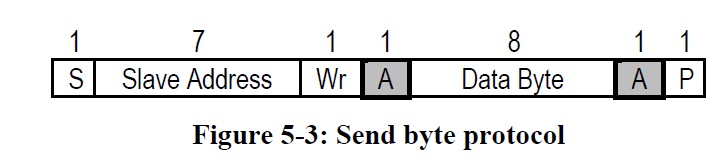 1 7 1 1 8 1 1
S Slave Address Wr A Data Byte A P
Figure 5-3: Send byte protocol